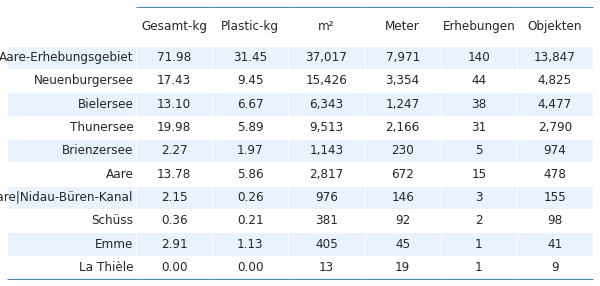 Gesamt-kg Plastic-kg m² Meter Erhebungen Objekten
Aare-Erhebungsgebiet 71.98 31.45 37,017 7,971 140 13,847
Neuenburgersee 17.43 9.45 15,426 3,354 44 4,825
Bielersee 13.10 6.67 6,343 1,247 38 4,477
Thunersee 19.98 5.89 9,513 2,166 31 2,790
Brienzersee 2.27 1.97 1,143 230 5 974
Aare 13.78 5.86 2,817 672 15 478
are|Nidau-Büren-Kanal 2.15 0.26 976 146 3 155
Schüss 0.36 0.21 381 92 2 98
Emme 2.91 1.13 405 45 1 41
La Thièle 0.00 0.00 13 19 1 9